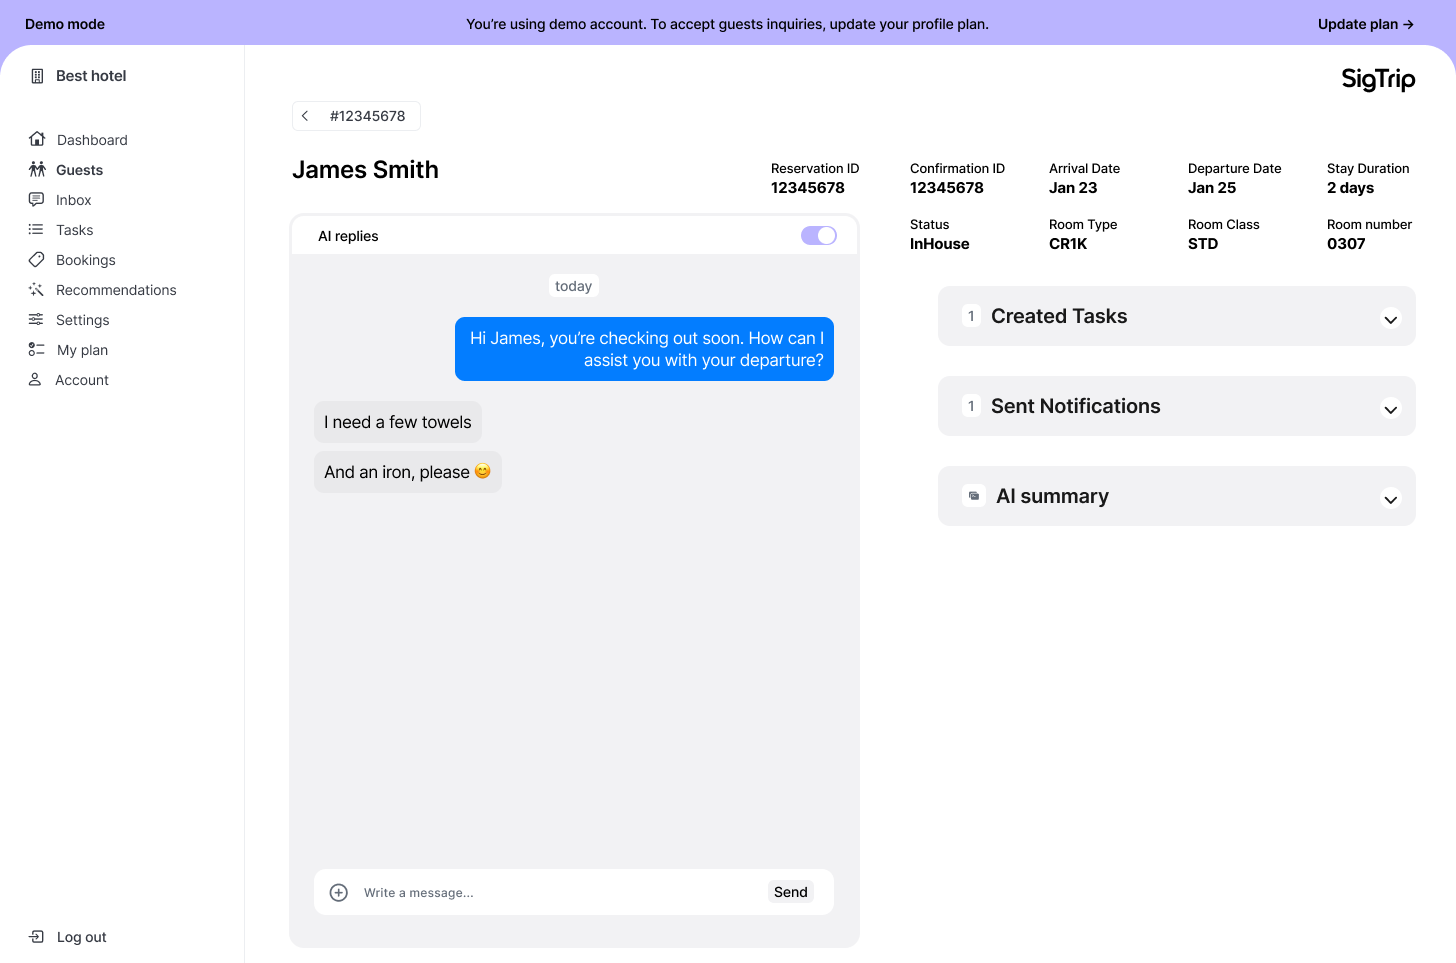 Demo mode
You’re using demo account. To accept guests inquiries, update your profile plan.
Update plan →
Best hotel
Dashboard
Guests
Inbox
Tasks
Bookings
Recommendations
Settings
My plan
Account
Log out
SigTrip
#12345678
James Smith
Reservation ID
12345678
Confirmation ID
12345678
Arrival Date
Jan 23
Departure Date
Jan 25
Stay Duration
2 days
Status
InHouse
Room Type
CR1K
Room Class
STD
Room number
0307
AI replies
today
Hi James, you’re checking out soon. How can I
assist you with your departure?
I need a few towels
And an iron, please 😊
Write a message...
Send
1 Created Tasks
1 Sent Notifications
AI summary